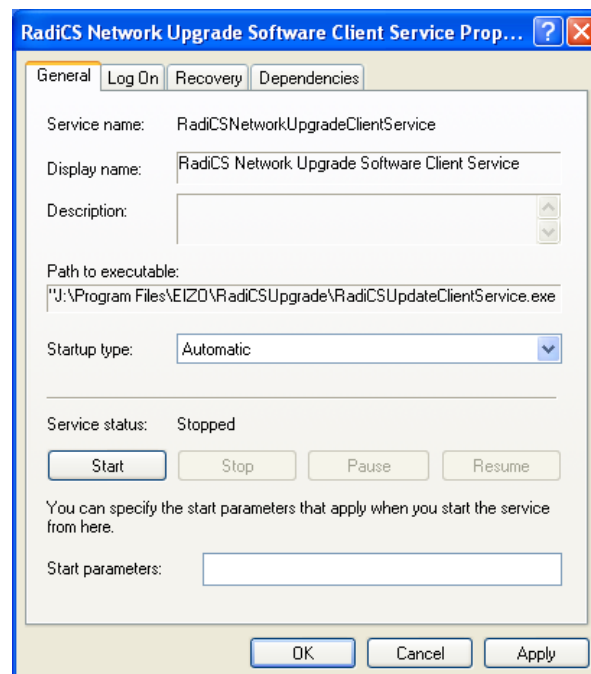 RadiCS Network Upgrade Software Client Service Prop...
General Log On Recovery Dependencies
Service name: RadiCSNetworkUpgradeClientService
Display name: RadiCS Network Upgrade Software Client Service
Description:
Path to executable:
"J:\Program Files\EIZO\RadiCSUpgrade\RadiCSUpdateClientService.exe
Startup type: Automatic
Service status: Stopped
Start Stop Pause Resume
You can specify the start parameters that apply when you start the service
from here.
Start parameters:
OK Cancel Apply